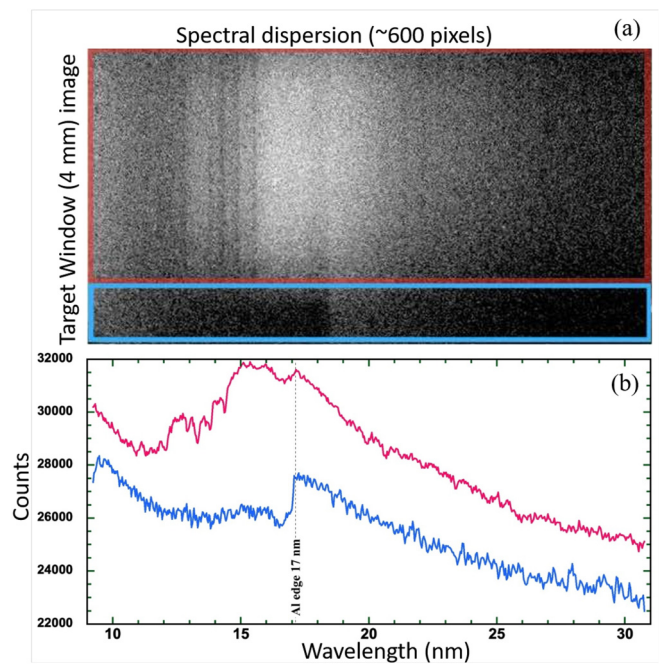 Spectral dispersion (~600 pixels)
(a)
Target Window (4 mm) image
(b)
32000
30000
28000
26000
24000
22000
Counts
Al edge 17 nm
10
15
20
25
30
Wavelength (nm)